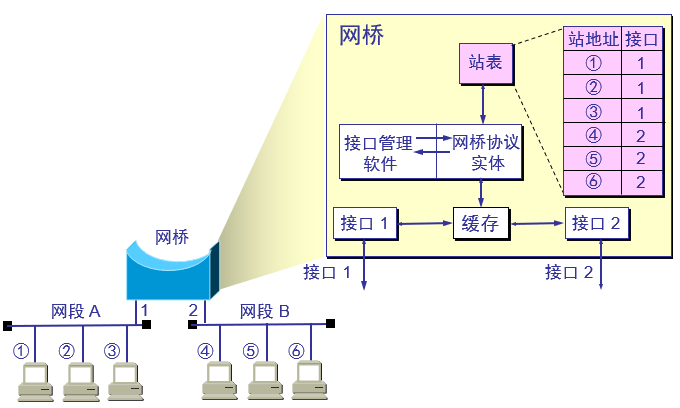 网桥
站表
站地址 接口
① 1
② 1
③ 1
④ 2
⑤ 2
⑥ 2
接口管理
软件
网桥协议
实体
接口 1
缓存
接口 2
接口 1
接口 2
网桥
1
2
网段 A
网段 B
①
②
③
④
⑤
⑥